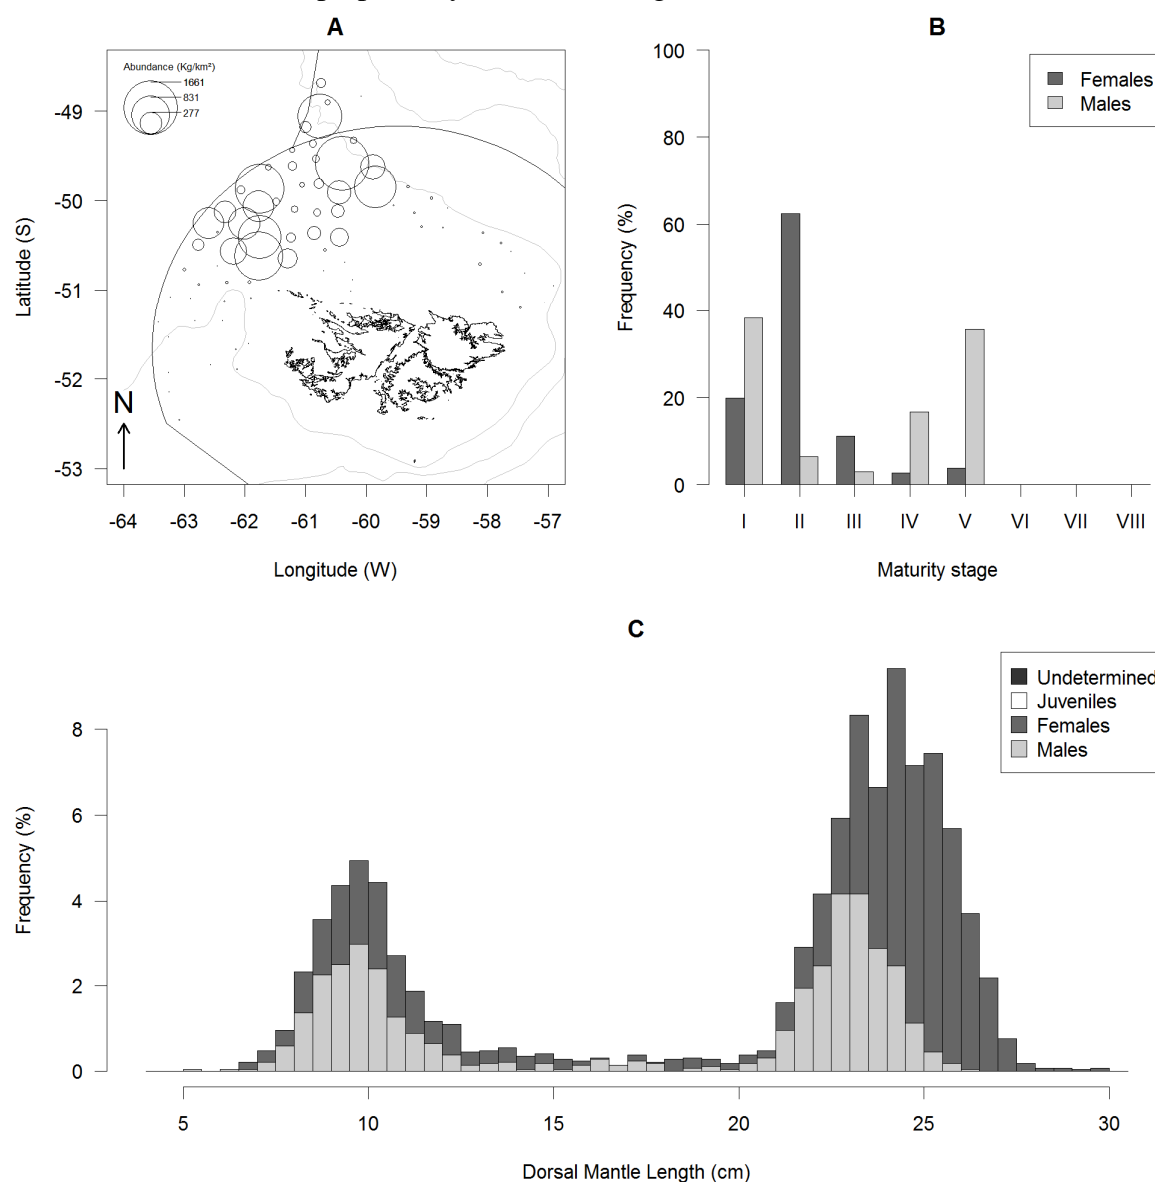 A
Abundance (Kg/km²)
1661
831
277
-49
-50
-51
-52
-53
Latitude (S)
N
-64 -63 -62 -61 -60 -59 -58 -57
Longitude (W)
B
Females
Males
100
80
60
40
20
0
Frequency (%)
I II III IV V VI VII VIII
Maturity stage
C
Undetermined
Juveniles
Females
Males
8
6
4
2
0
Frequency (%)
5 10 15 20 25 30
Dorsal Mantle Length (cm)